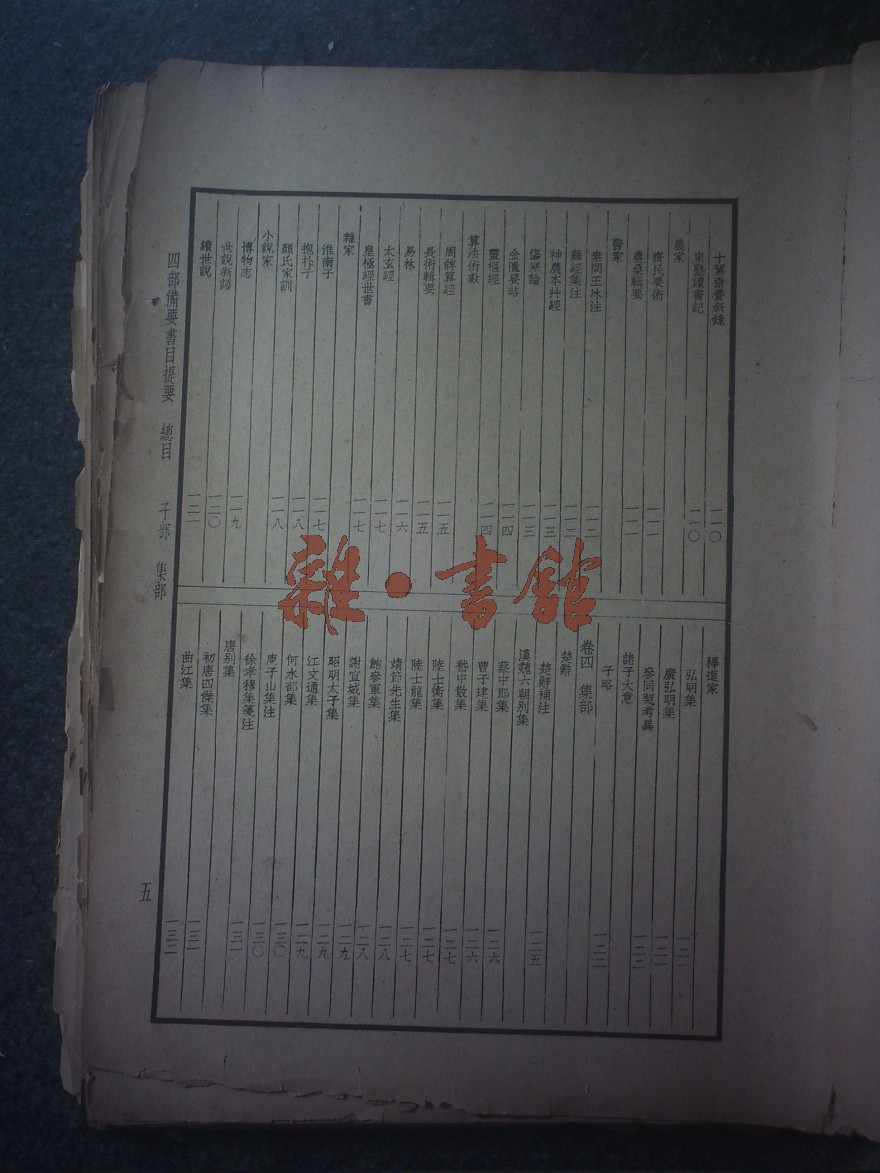 十駕齋養新錄 一一〇
東塾讀書記 一一〇
農家
齊民要術 一一一
農桑輯要 一一一
醫家
素問王冰注 一一二
難經集注 一一二
神農本艸經 一一三
傷寒論 一一三
金匱要略 一一四
靈樞經 一一四
算法術數
周髀算經 一一五
長術輯要 一一五
易林 一一六
太玄經 一一七
皇極經世書 一一七
雜家
淮南子 一一七
抱朴子 一一八
顏氏家訓 一一八
小說家
博物志 一一九
世說新語 一二〇
續世說 一二一
釋道家
弘明集 一二一
廣弘明集 一二一
參同契考異 一二二
諸子大意
子略 一二二
卷四 集部
楚辭
楚辭補注 一二五
漢魏六朝別集
蔡中郎集 一二六
曹子建集 一二六
嵇中散集 一二七
陸士衡集 一二七
陸士龍集 一二七
靖節先生集 一二八
鮑參軍集 一二八
謝宣城集 一二九
昭明太子集 一二九
江文通集 一二九
何水部集 一三〇
庾子山集注 一三〇
徐孝穆集箋注 一三一
唐別集
初唐四傑集 一三一
曲江集 一三二
四部備要書目提要 總目 子部 集部 五
雜·書館